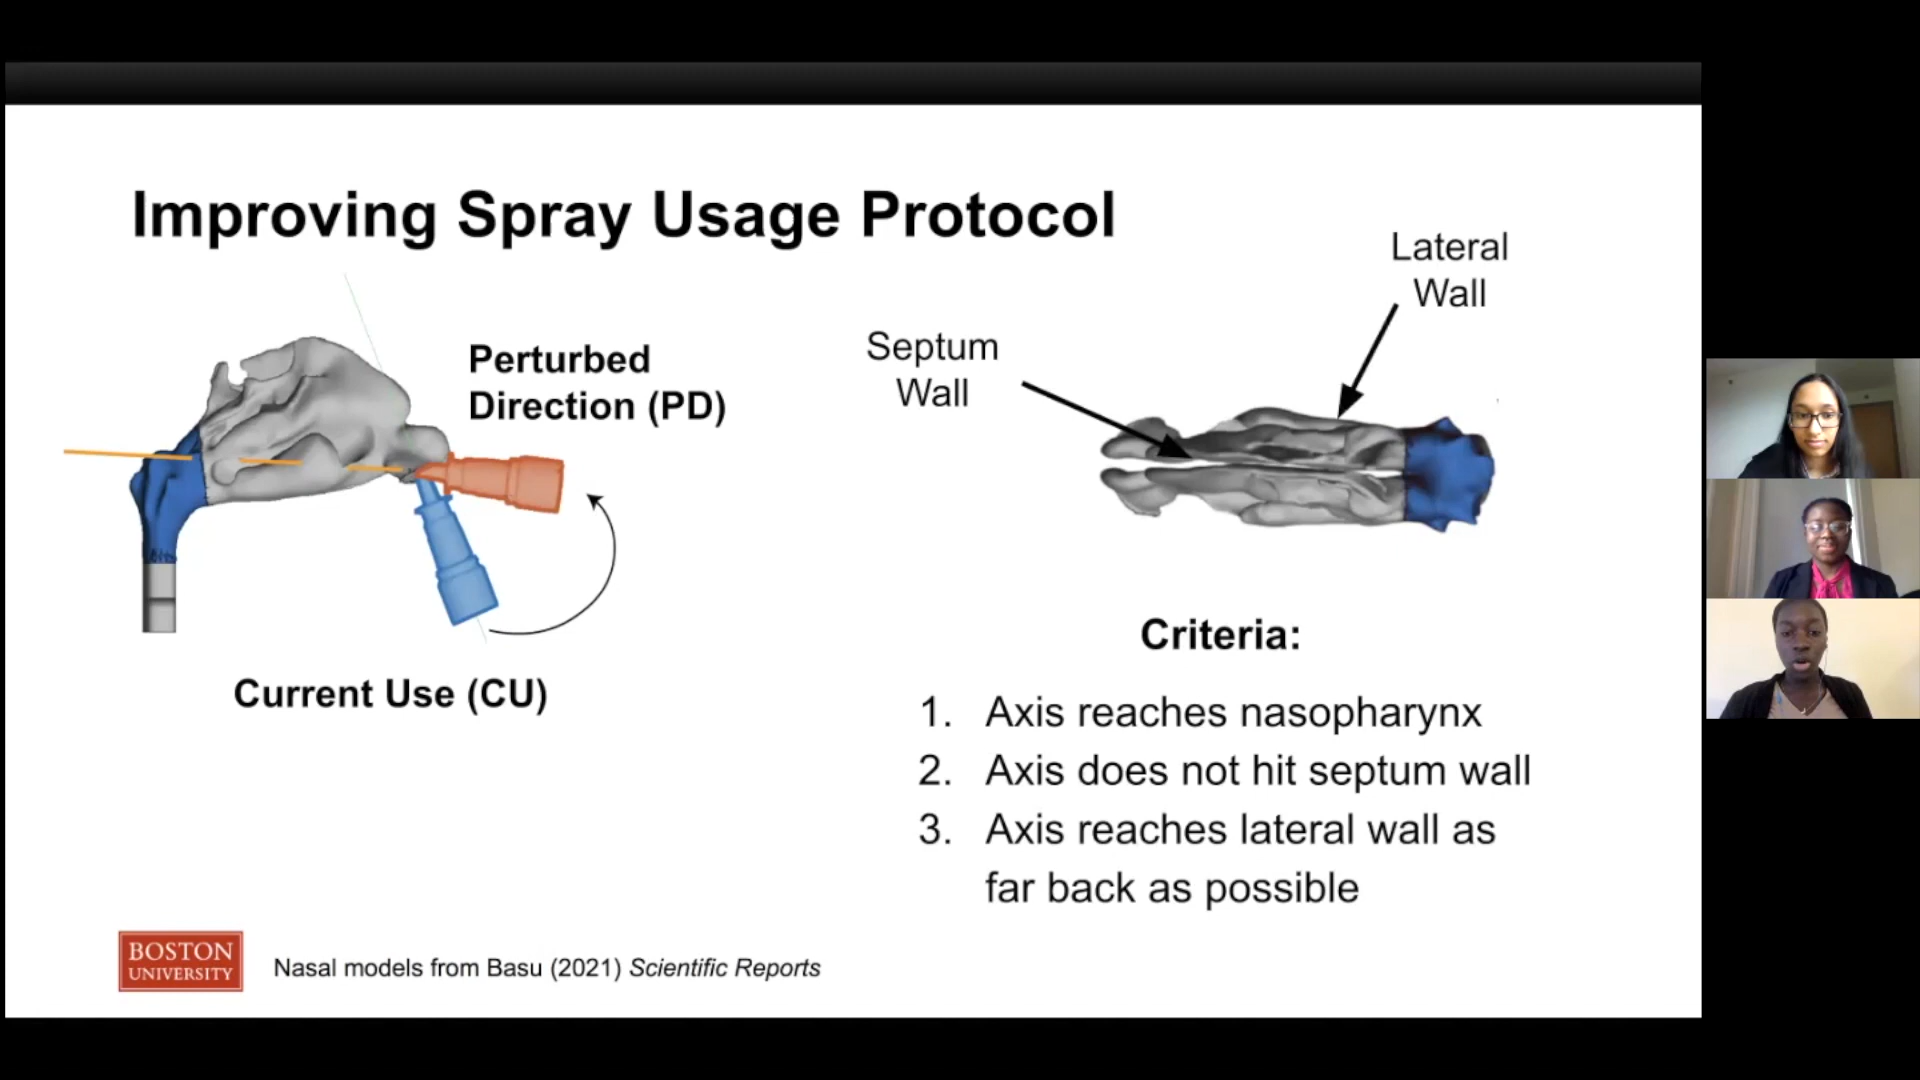 Improving Spray Usage Protocol
Perturbed
Direction (PD)
Current Use (CU)
Lateral
Wall
Septum
Wall
Criteria:
1. Axis reaches nasopharynx
2. Axis does not hit septum wall
3. Axis reaches lateral wall as
far back as possible
BOSTON
UNIVERSITY
Nasal models from Basu (2021) Scientific Reports